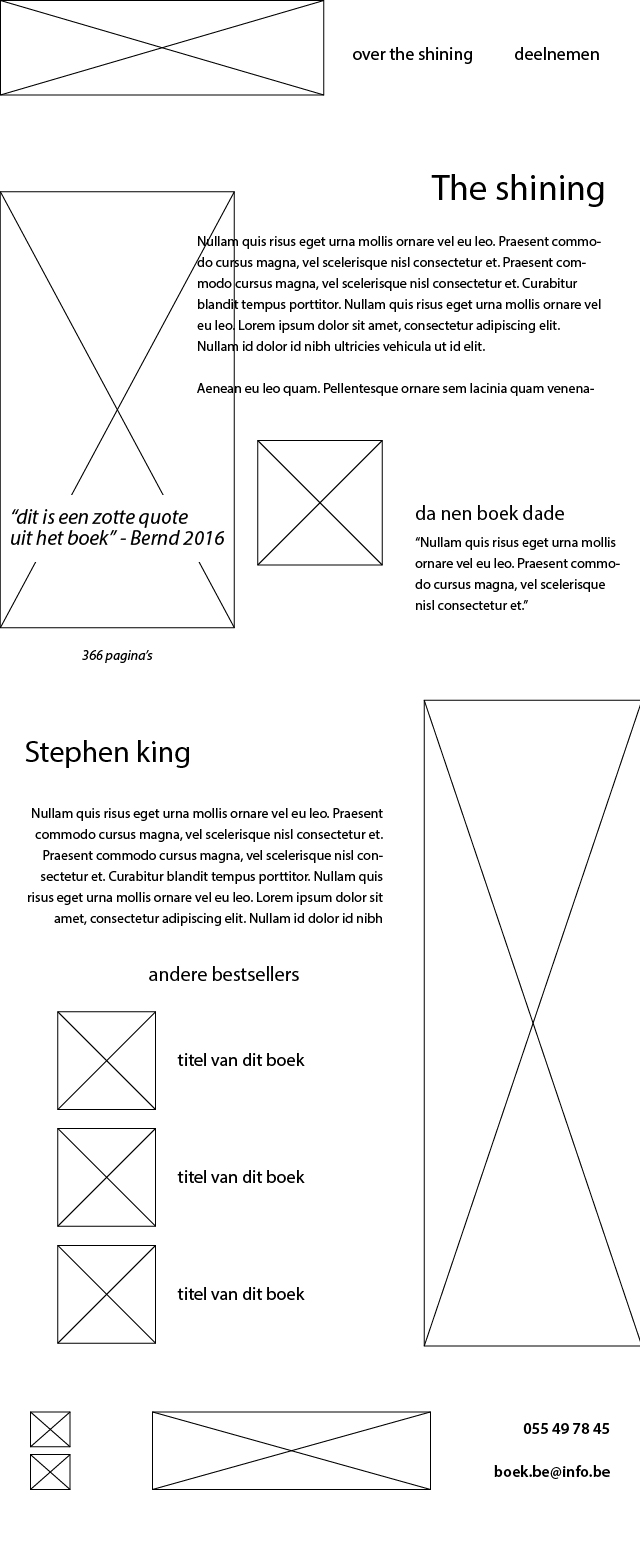 over the shining deelnemen
The shining
Nullam quis risus eget urna mollis ornare vel eu leo. Praesent commo-
do cursus magna, vel scelerisque nisl consectetur et. Praesent com-
modo cursus magna, vel scelerisque nisl consectetur et. Curabitur
blandit tempus porttitor. Nullam quis risus eget urna mollis ornare vel
eu leo. Lorem ipsum dolor sit amet, consectetur adipiscing elit.
Nullam id dolor id nibh ultricies vehicula ut id elit.
Aenean eu leo quam. Pellentesque ornare sem lacinia quam venena-
“dit is een zotte quote
uit het boek” - Bernd 2016
366 pagina’s
da nen boek dade
“Nullam quis risus eget urna mollis
ornare vel eu leo. Praesent commo-
do cursus magna, vel scelerisque
nisl consectetur et.”
Stephen king
Nullam quis risus eget urna mollis ornare vel eu leo. Praesent
commodo cursus magna, vel scelerisque nisl consectetur et.
Praesent commodo cursus magna, vel scelerisque nisl con-
sectetur et. Curabitur blandit tempus porttitor. Nullam quis
risus eget urna mollis ornare vel eu leo. Lorem ipsum dolor sit
amet, consectetur adipiscing elit. Nullam id dolor id nibh
andere bestsellers
titel van dit boek
titel van dit boek
titel van dit boek
055 49 78 45
boek.be@info.be